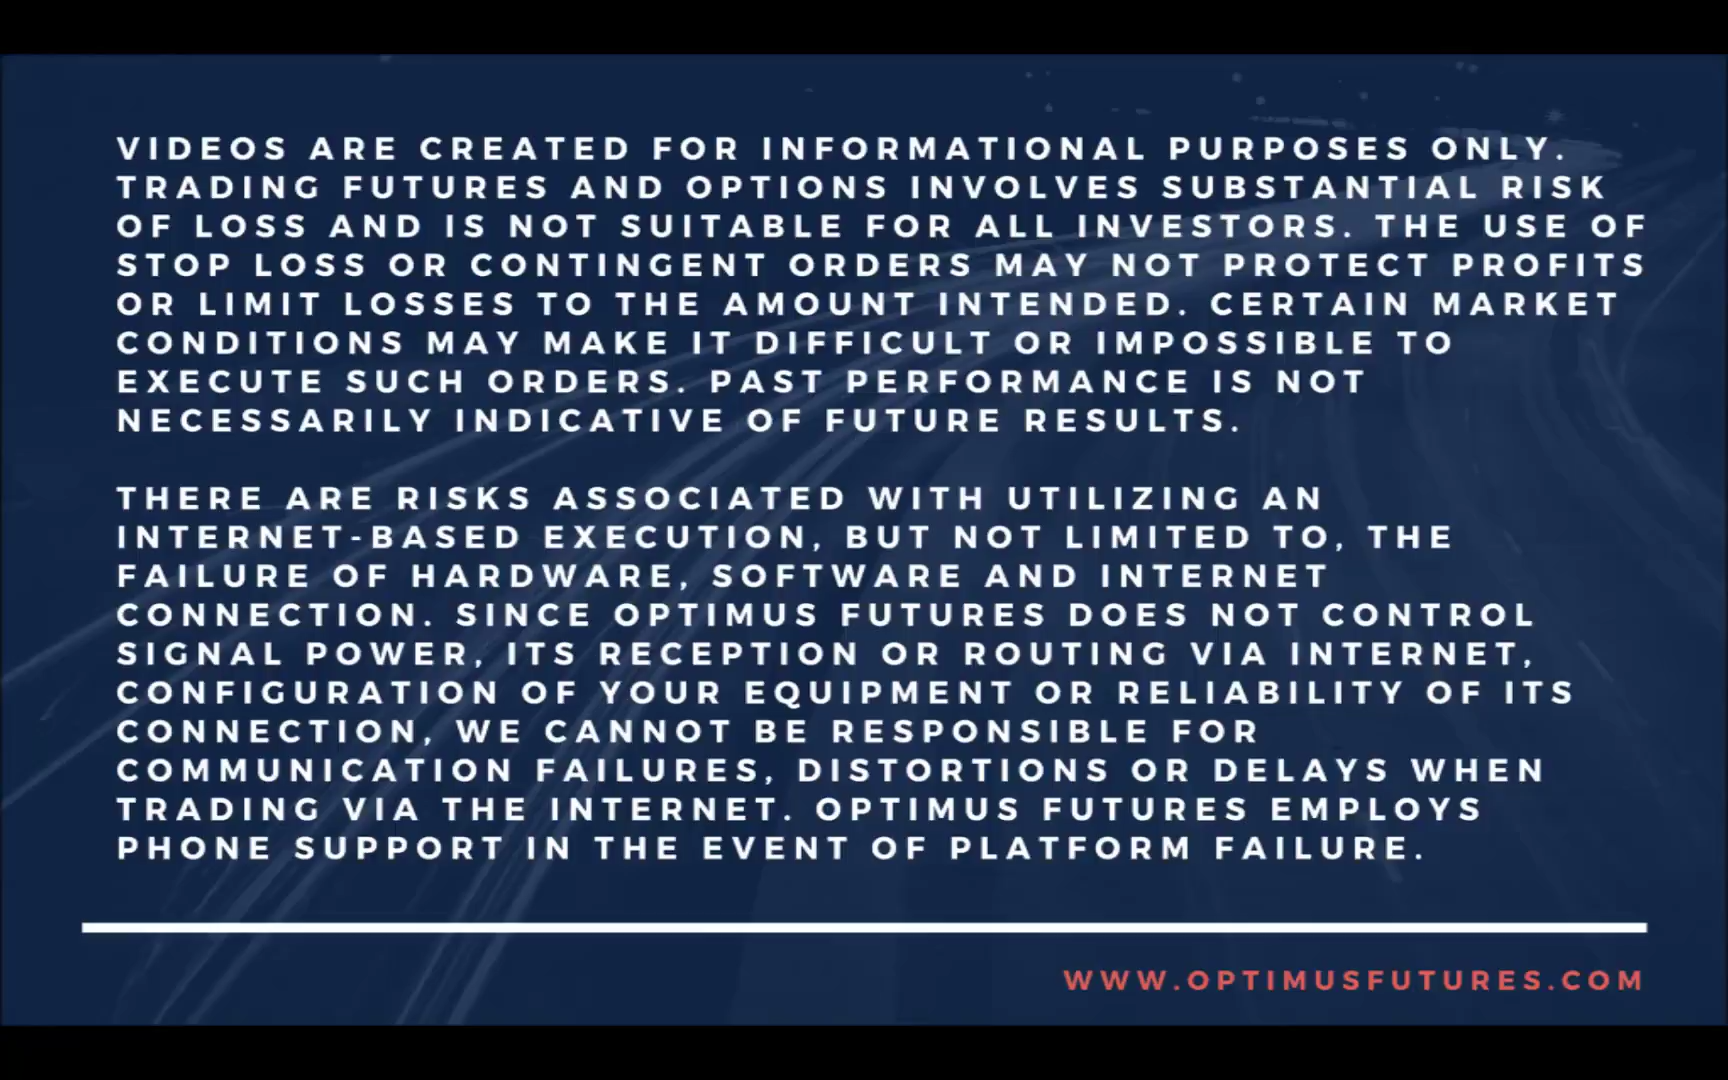 VIDEOS ARE CREATED FOR INFORMATIONAL PURPOSES ONLY.
TRADING FUTURES AND OPTIONS INVOLVES SUBSTANTIAL RISK
OF LOSS AND IS NOT SUITABLE FOR ALL INVESTORS. THE USE OF
STOP LOSS OR CONTINGENT ORDERS MAY NOT PROTECT PROFITS
OR LIMIT LOSSES TO THE AMOUNT INTENDED. CERTAIN MARKET
CONDITIONS MAY MAKE IT DIFFICULT OR IMPOSSIBLE TO
EXECUTE SUCH ORDERS. PAST PERFORMANCE IS NOT
NECESSARILY INDICATIVE OF FUTURE RESULTS.
THERE ARE RISKS ASSOCIATED WITH UTILIZING AN
INTERNET-BASED EXECUTION, BUT NOT LIMITED TO, THE
FAILURE OF HARDWARE, SOFTWARE AND INTERNET
CONNECTION. SINCE OPTIMUS FUTURES DOES NOT CONTROL
SIGNAL POWER, ITS RECEPTION OR ROUTING VIA INTERNET,
CONFIGURATION OF YOUR EQUIPMENT OR RELIABILITY OF ITS
CONNECTION, WE CANNOT BE RESPONSIBLE FOR
COMMUNICATION FAILURES, DISTORTIONS OR DELAYS WHEN
TRADING VIA THE INTERNET. OPTIMUS FUTURES EMPLOYS
PHONE SUPPORT IN THE EVENT OF PLATFORM FAILURE.
WWW.OPTIMUSFUTURES.COM